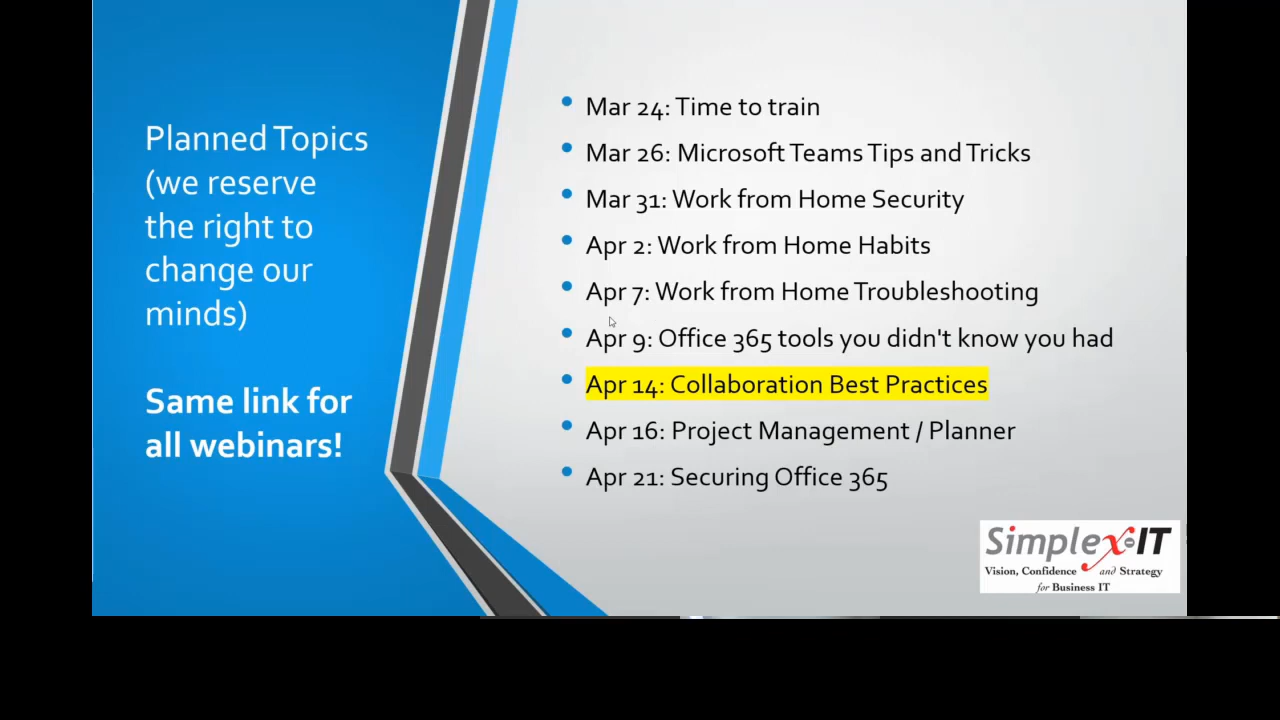 Planned Topics
(we reserve
the right to
change our
minds)
Same link for
all webinars!
Mar 24: Time to train
Mar 26: Microsoft Teams Tips and Tricks
Mar 31: Work from Home Security
Apr 2: Work from Home Habits
Apr 7: Work from Home Troubleshooting
Apr 9: Office 365 tools you didn't know you had
Apr 14: Collaboration Best Practices
Apr 16: Project Management / Planner
Apr 21: Securing Office 365
Simplex-IT
Vision, Confidence and Strategy
for Business IT